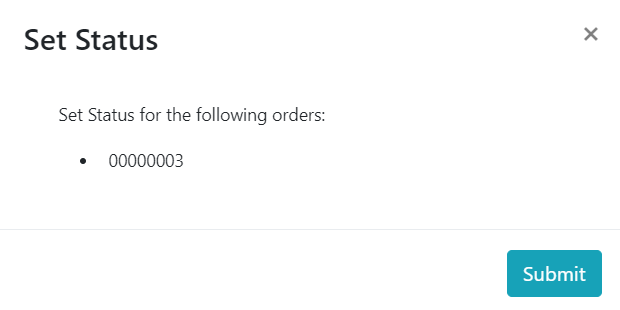 Set Status
×
Set Status for the following orders:
• 00000003
Submit